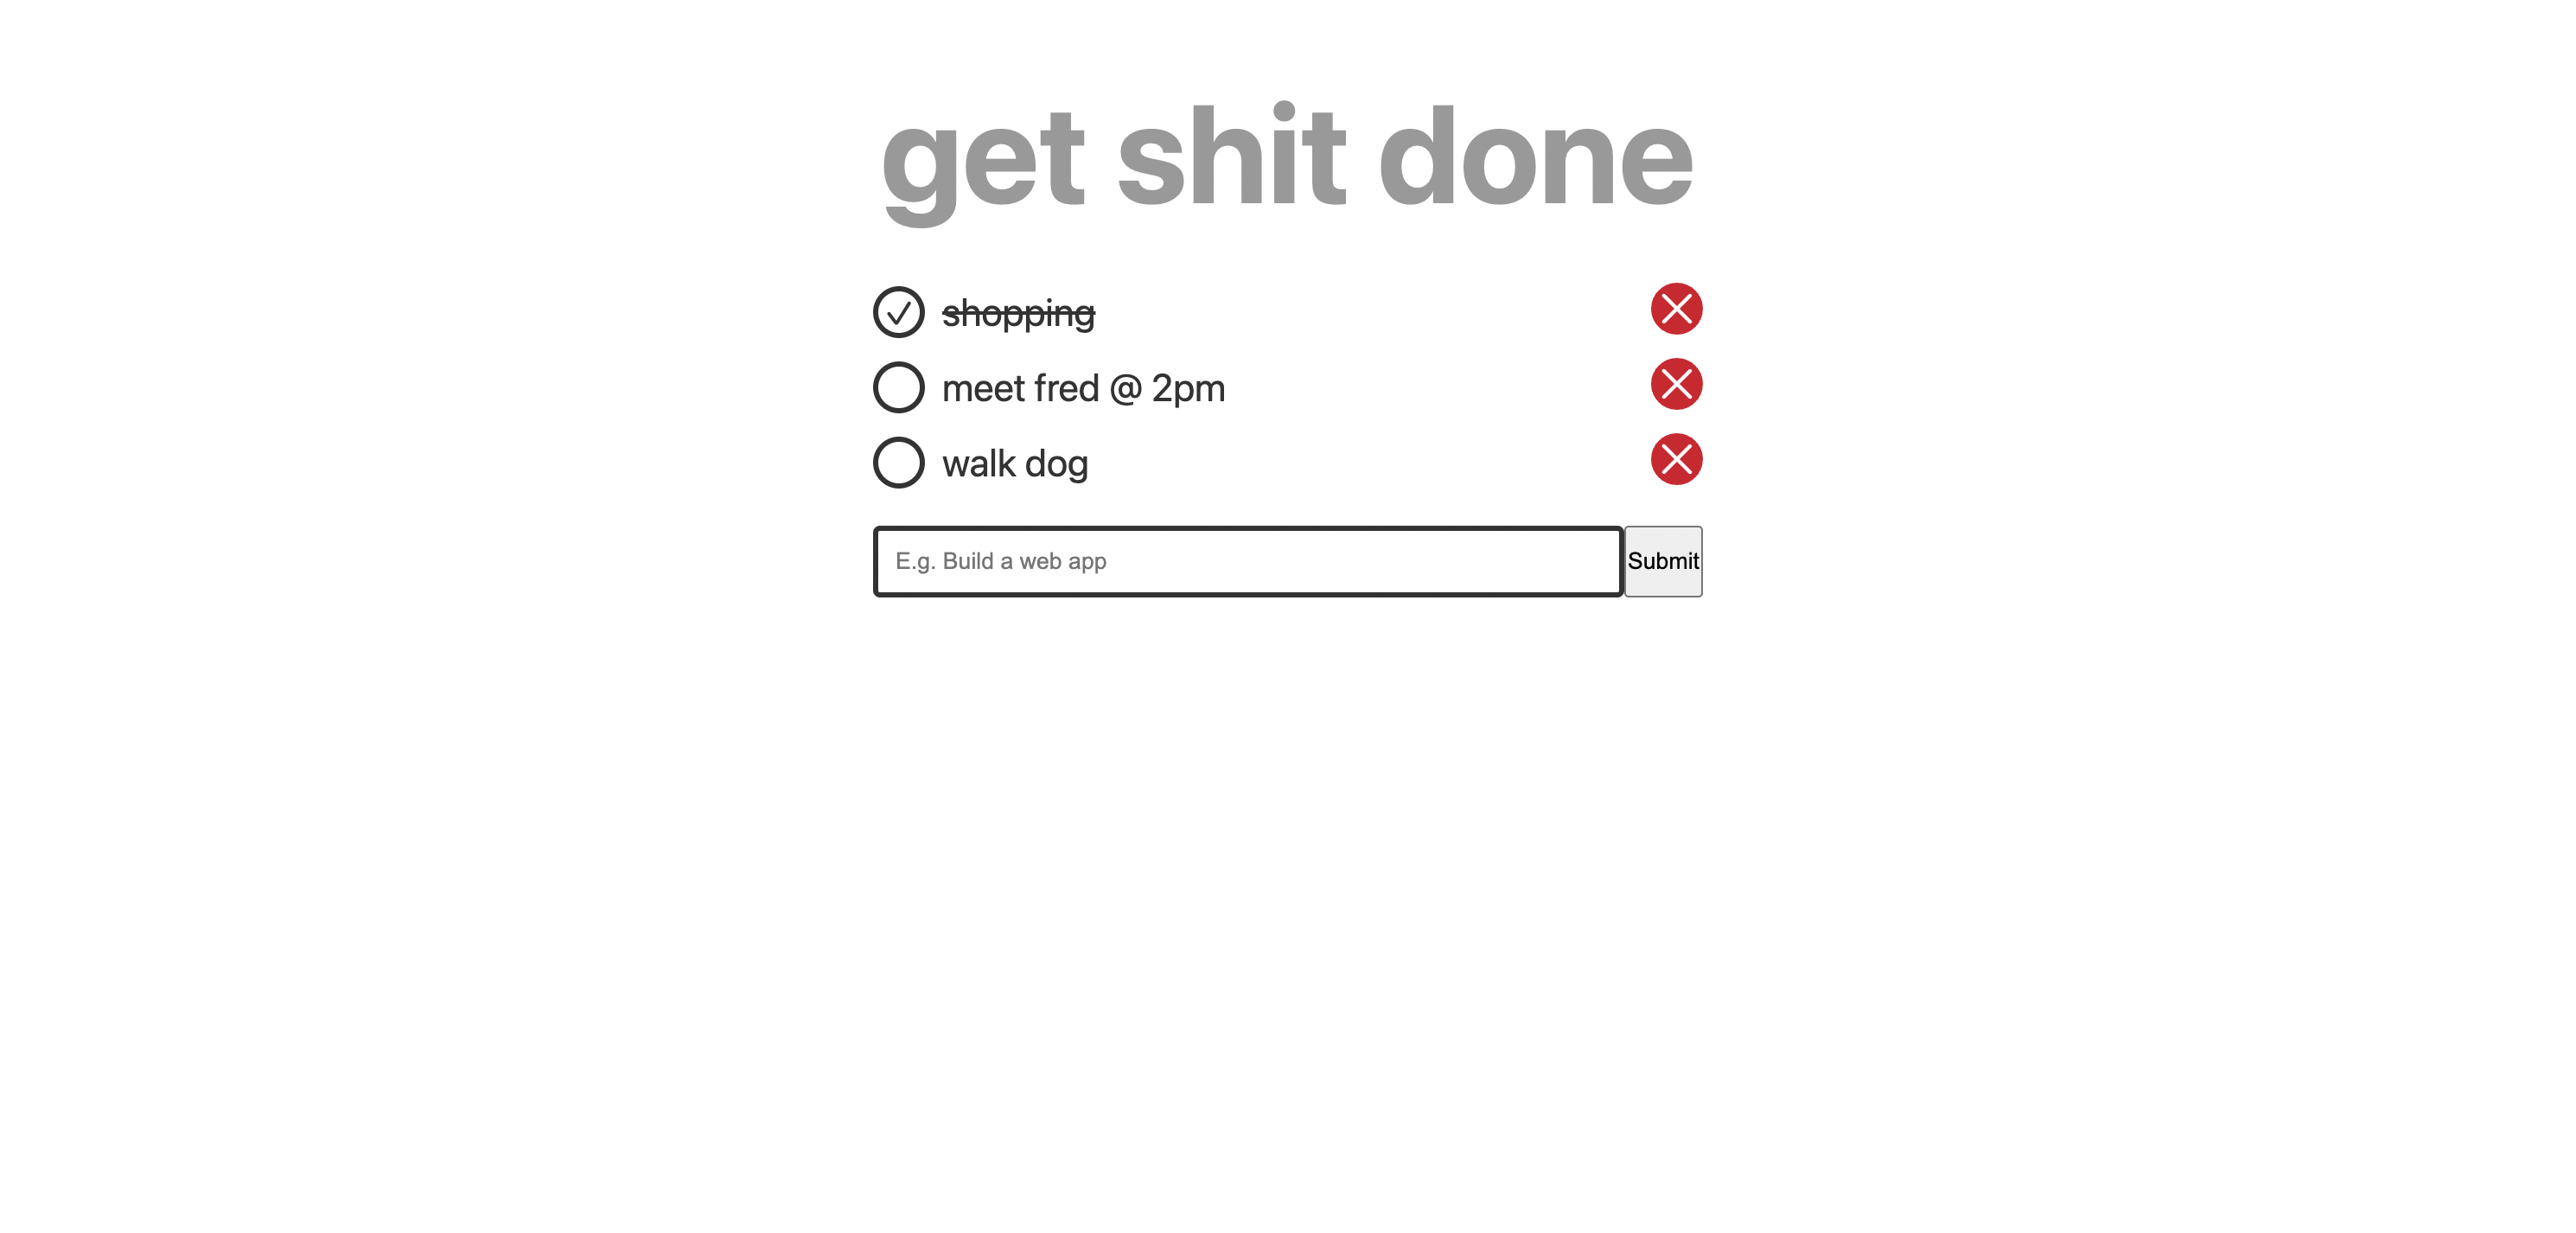 get shit done
shopping
meet fred @ 2pm
walk dog
E.g. Build a web app
Submit